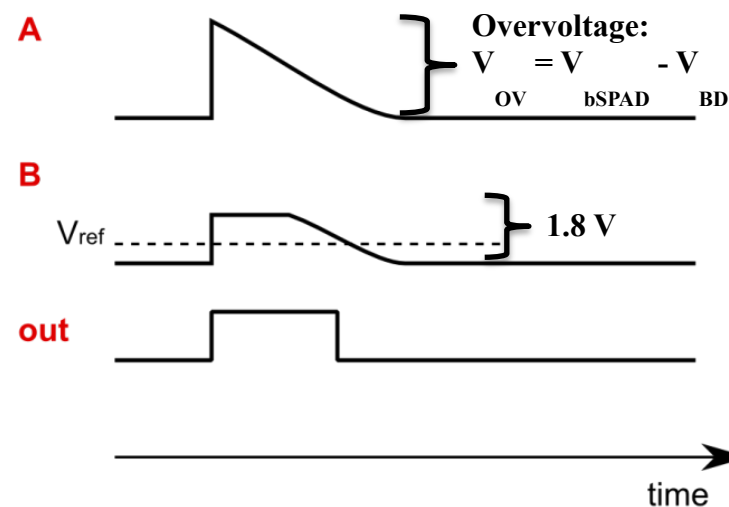 A
Overvoltage:
V = V - V
OV bSPAD BD
B
Vref
1.8 V
out
time